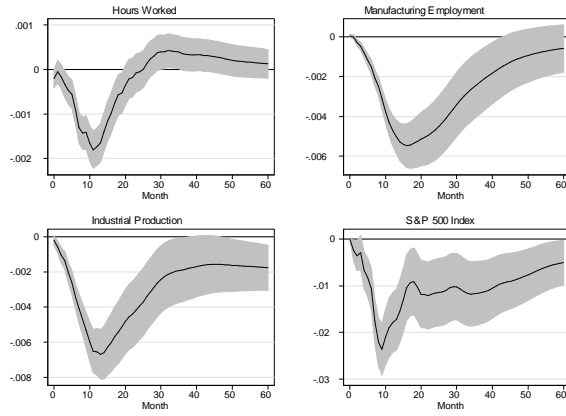 Hours Worked
.001
0
-.001
-.002
0 10 20 30 40 50 60
Month
Manufacturing Employment
0
-.002
-.004
-.006
0 10 20 30 40 50 60
Month
Industrial Production
0
-.002
-.004
-.006
-.008
0 10 20 30 40 50 60
Month
S&P 500 Index
0
-.01
-.02
-.03
0 10 20 30 40 50 60
Month